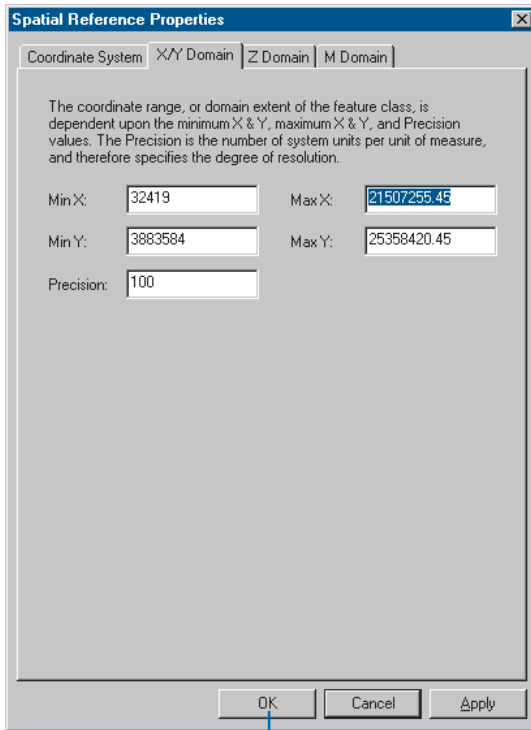 Spatial Reference Properties
Coordinate System X/Y Domain Z Domain M Domain
The coordinate range, or domain extent of the feature class, is
dependent upon the minimum X & Y, maximum X & Y, and Precision
values. The Precision is the number of system units per unit of measure,
and therefore specifies the degree of resolution.
Min X: 32419 Max X: 21507255.45
Min Y: 3883584 Max Y: 25358420.45
Precision: 100
OK Cancel Apply